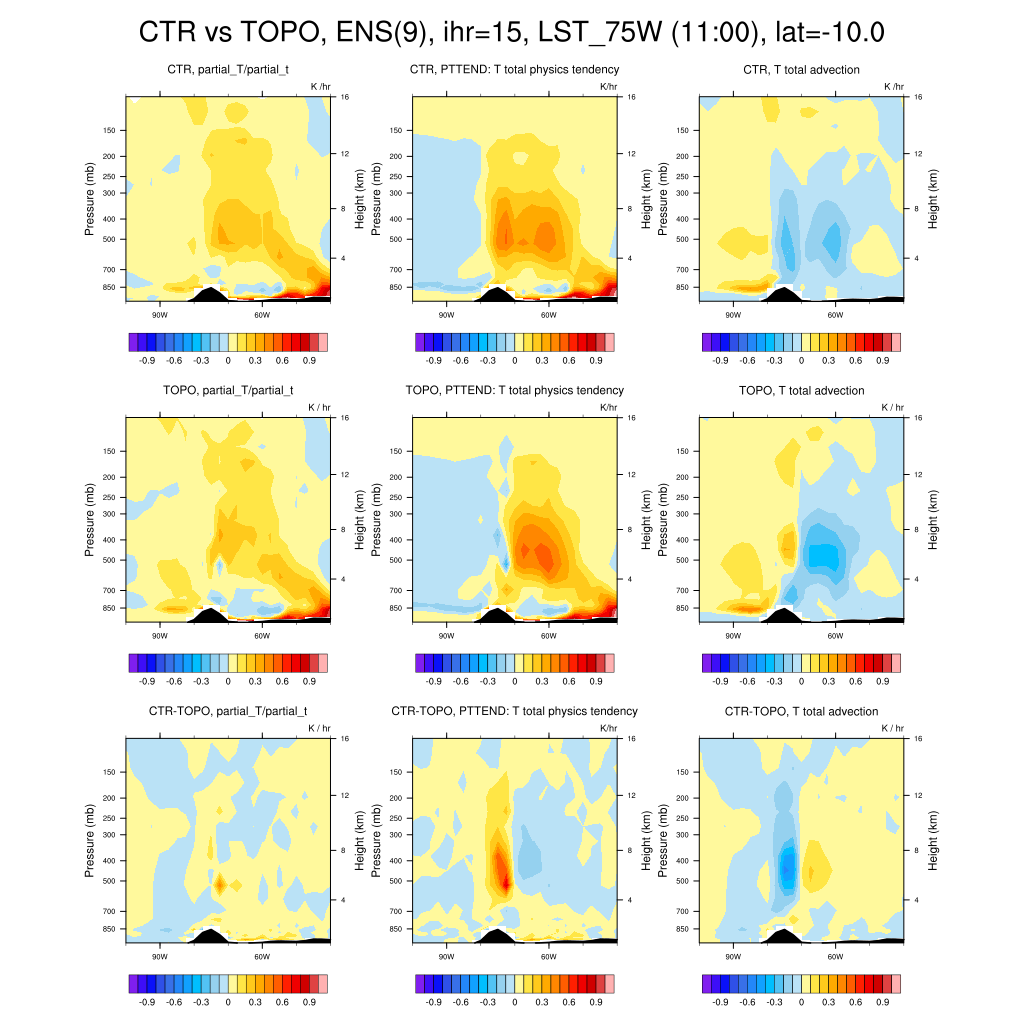 CTR vs TOPO, ENS(9), ihr=15, LST_75W (11:00), lat=-10.0
CTR, partial_T/partial_t
K /hr
Pressure (mb)
150
200
250
300
400
500
700
850
16
12
8
4
Height (km)
90W 60W
-0.9 -0.6 -0.3 0 0.3 0.6 0.9
CTR, PTTEND: T total physics tendency
K /hr
Pressure (mb)
150
200
250
300
400
500
700
850
16
12
8
4
Height (km)
90W 60W
-0.9 -0.6 -0.3 0 0.3 0.6 0.9
CTR, T total advection
K /hr
Pressure (mb)
150
200
250
300
400
500
700
850
16
12
8
4
Height (km)
90W 60W
-0.9 -0.6 -0.3 0 0.3 0.6 0.9
TOPO, partial_T/partial_t
K / hr
Pressure (mb)
150
200
250
300
400
500
700
850
16
12
8
4
Height (km)
90W 60W
-0.9 -0.6 -0.3 0 0.3 0.6 0.9
TOPO, PTTEND: T total physics tendency
K/hr
Pressure (mb)
150
200
250
300
400
500
700
850
16
12
8
4
Height (km)
90W 60W
-0.9 -0.6 -0.3 0 0.3 0.6 0.9
TOPO, T total advection
K / hr
Pressure (mb)
150
200
250
300
400
500
700
850
16
12
8
4
Height (km)
90W 60W
-0.9 -0.6 -0.3 0 0.3 0.6 0.9
CTR-TOPO, partial_T/partial_t
K / hr
Pressure (mb)
150
200
250
300
400
500
700
850
16
12
8
4
Height (km)
90W 60W
-0.9 -0.6 -0.3 0 0.3 0.6 0.9
CTR-TOPO, PTTEND: T total physics tendency
K/hr
Pressure (mb)
150
200
250
300
400
500
700
850
16
12
8
4
Height (km)
90W 60W
-0.9 -0.6 -0.3 0 0.3 0.6 0.9
CTR-TOPO, T total advection
K / hr
Pressure (mb)
150
200
250
300
400
500
700
850
16
12
8
4
Height (km)
90W 60W
-0.9 -0.6 -0.3 0 0.3 0.6 0.9